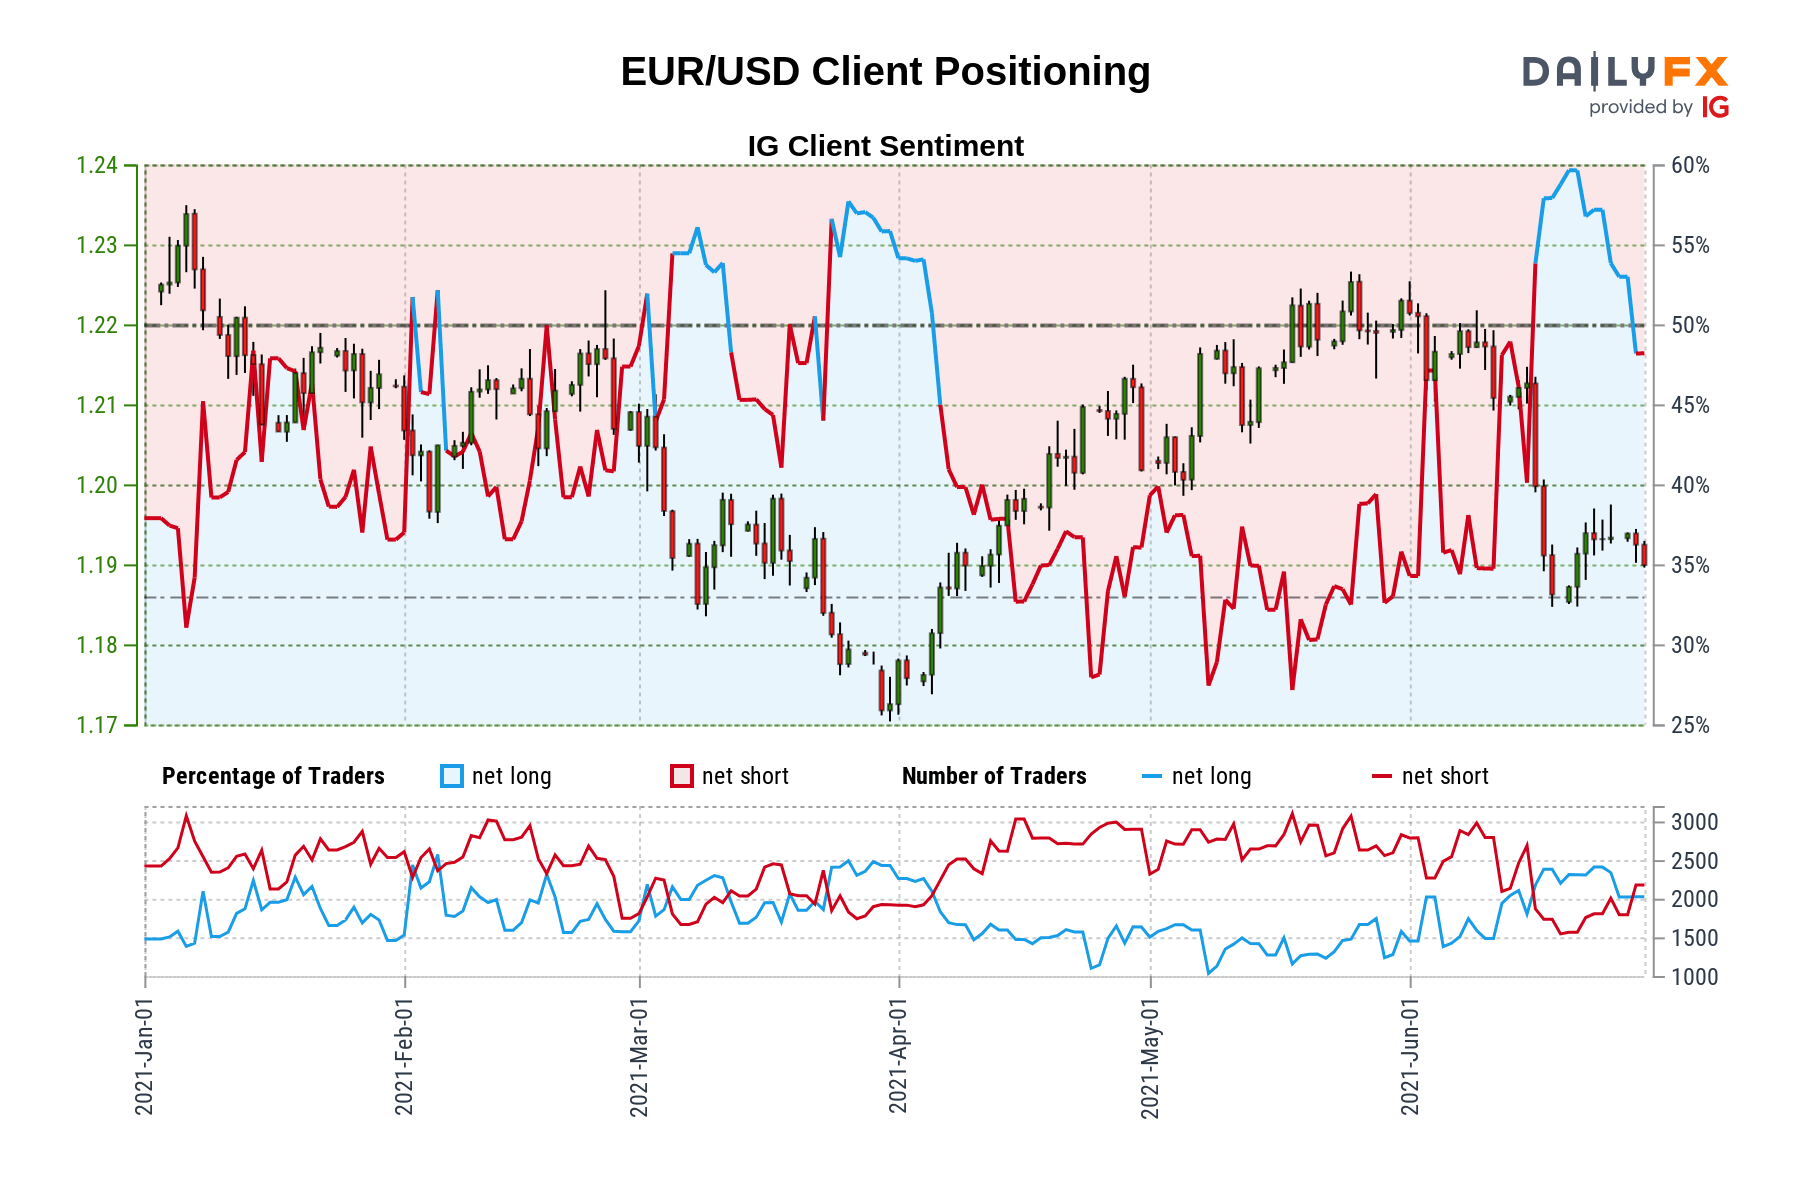 EUR/USD Client Positioning
DAILYFX
provided by IG
IG Client Sentiment
1.24
1.23
1.22
1.21
1.20
1.19
1.18
1.17
60%
55%
50%
45%
40%
35%
30%
25%
Percentage of Traders net long net short Number of Traders net long net short
3000
2500
2000
1500
1000
2021-Jan-01
2021-Feb-01
2021-Mar-01
2021-Apr-01
2021-May-01
2021-Jun-01